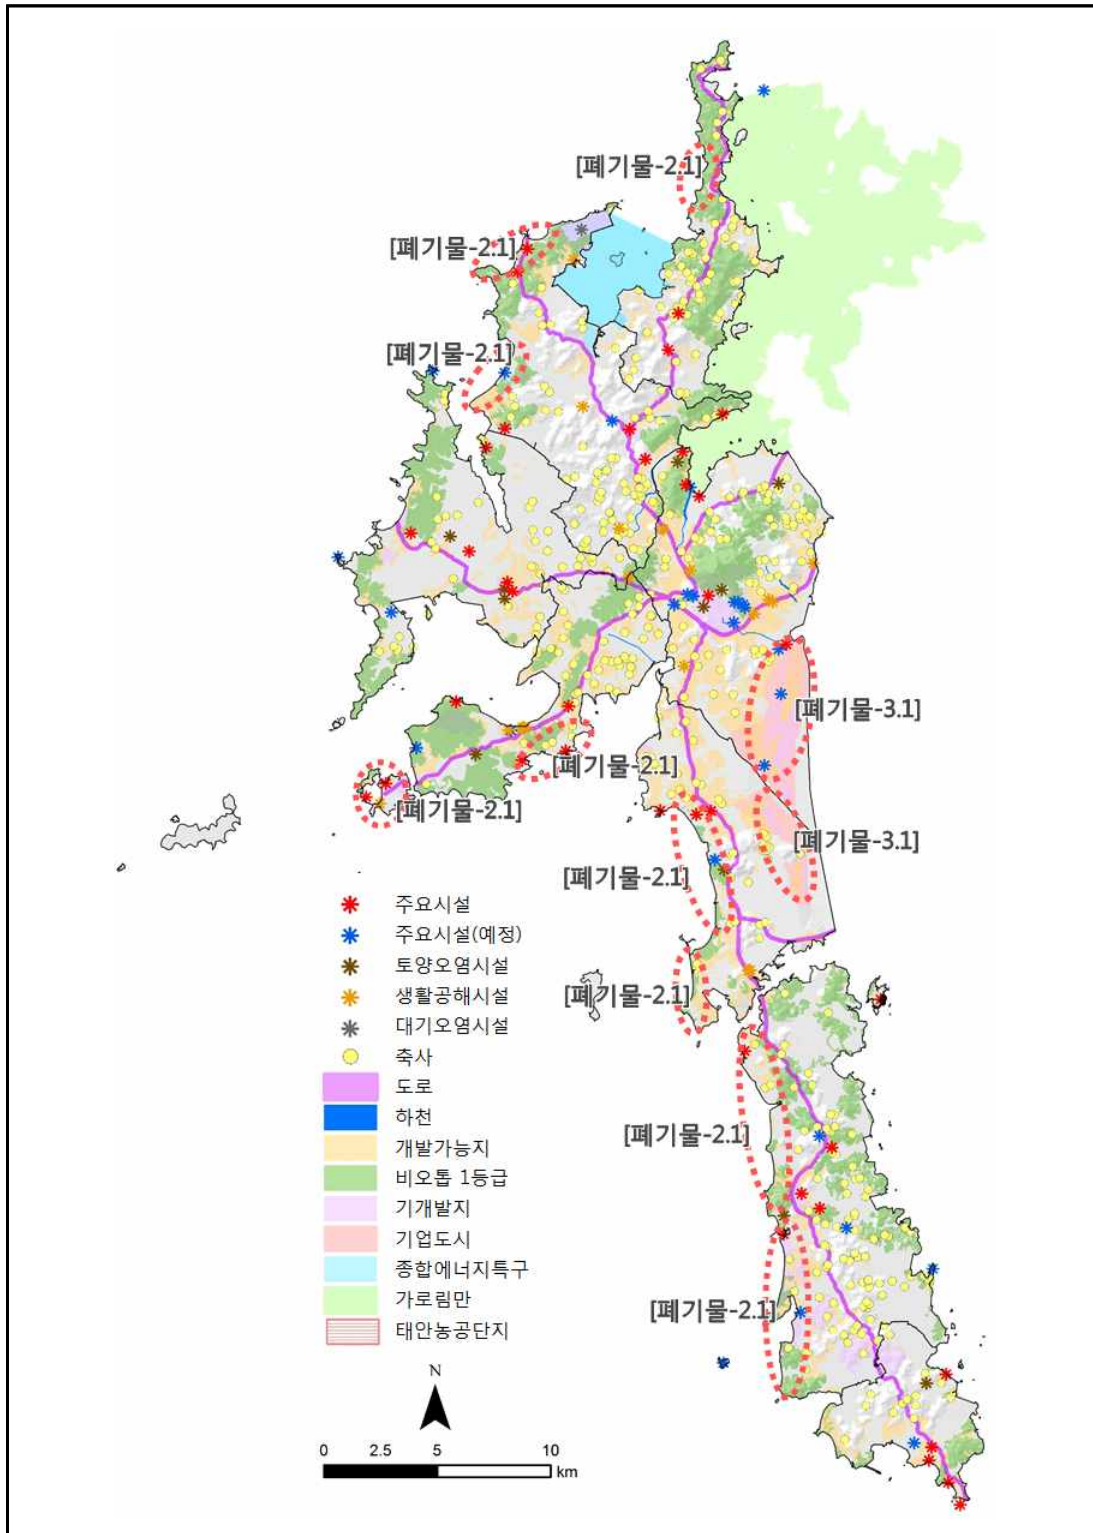 [폐기물-2.1]
[폐기물-2.1]
[폐기물-2.1]
[폐기물-3.1]
[폐기물-2.1]
[폐기물-2.1]
[폐기물-3.1]
[폐기물-2.1]
[폐기물-2.1]
[폐기물-2.1]
[폐기물-2.1]
주요시설
주요시설(예정)
토양오염시설
생활공해시설
대기오염시설
축사
도로
하천
개발가능지
비오톱 1등급
기개발지
기업도시
종합에너지특구
가로림만
태안농공단지
N
0 2.5 5 10
km